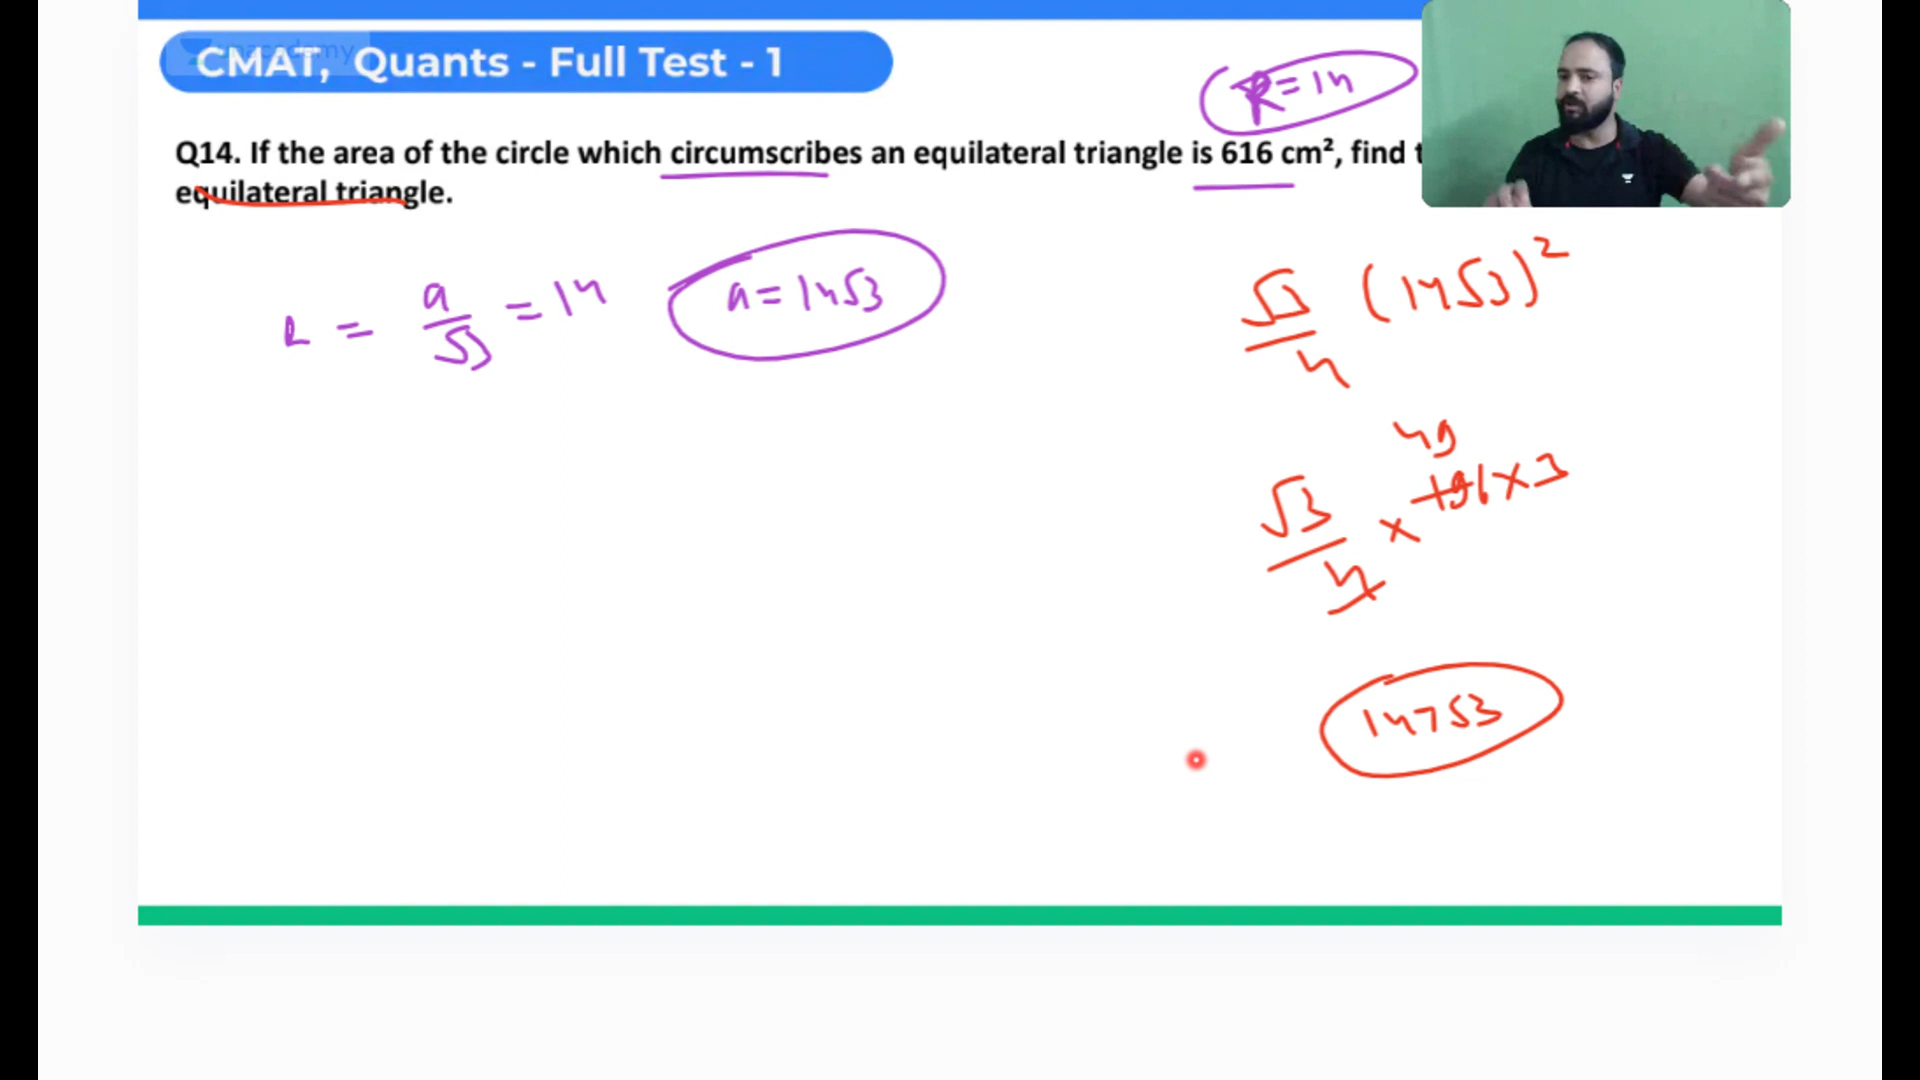 CMAT, Quants - Full Test - 1
R=14
Q14. If the area of the circle which circumscribes an equilateral triangle is 616 cm², find t
equilateral triangle.
R = a/√3 = 14
a=14√3
√3/4 (14√3)²
49
√3/4 × 196×3
147√3